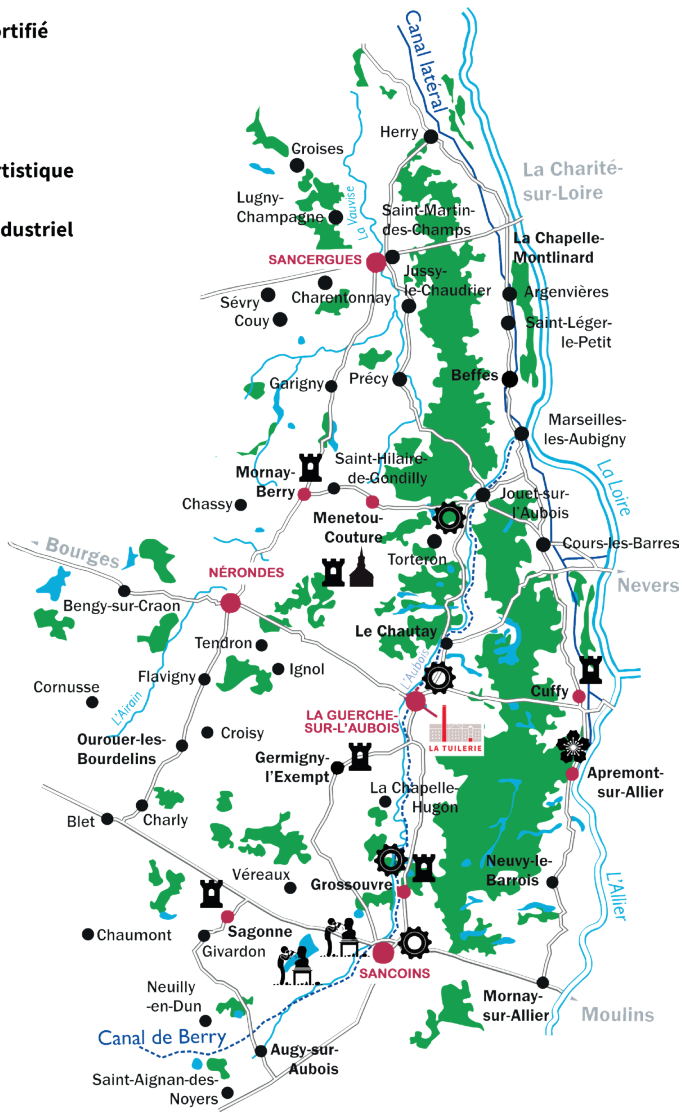 ortifié
Canal latéral
Herry
Groises
rtistique
La Charité-
sur-Loire
Lugny-
Champagne
La Vauvise
Saint-Martin
des-Champs
dustriel
La Chapelle-
Montlinard
SANCERGUES
Jussy-
le-Chaudrier
Charentonnay
Argenvières
Sévry
Couy
Saint-Léger-
le-Petit
Garigny
Précy
Beffes
Marseilles-
les-Aubigny
Saint-Hilaire-
de-Gondilly
Mornay-
Berry
La Loire
Chassy
Menetou-
Couture
Jouet-sur-
l'Aubois
Bourges
Torteron
Cours-les-Barres
NÉRONDES
Nevers
Bengy-sur-Craon
Le Chautay
Tendron
Ignol
L'Aubois
Flavigny
Cornusse
Cuffy
L'Airain
LA GUERCHE-
SUR-L'AUBOIS
LA TUILERIE
Croisy
Ourouer-les-
Bourdelins
Germigny-
l'Exempt
Apremont-
sur-Allier
La Chapelle-
Hugon
Blet
Charly
Neuvy-le-
Barrois
Véreaux
Grossouvre
L'Allier
Sagonne
Chaumont
Givardon
SANCOINS
Neuilly
-en-Dun
Mornay-
sur-Allier
Moulins
Canal de Berry
Augy-sur-
Aubois
Saint-Aignan-des-
Noyers